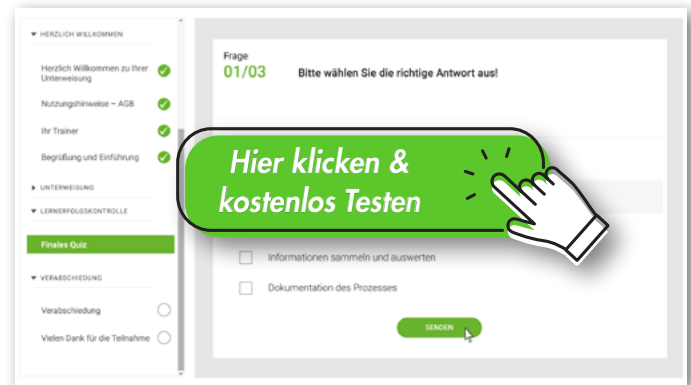 HERZLICH WILLKOMMEN
Herzlich Willkommen zu Ihrer
Unterweisung
Nutzungshinweise – AGB
Ihr Trainer
Begrüßung und Einführung
UNTERWEISUNG
LERNERFOLGSKONTROLLE
Finales Quiz
VERABSCHIEDUNG
Verabschiedung
Vielen Dank für die Teilnahme
Frage
01/03
Bitte wählen Sie die richtige Antwort aus!
Hier klicken &
kostenlos Testen
Informationen sammeln und auswerten
Dokumentation des Prozesses
SENDEN